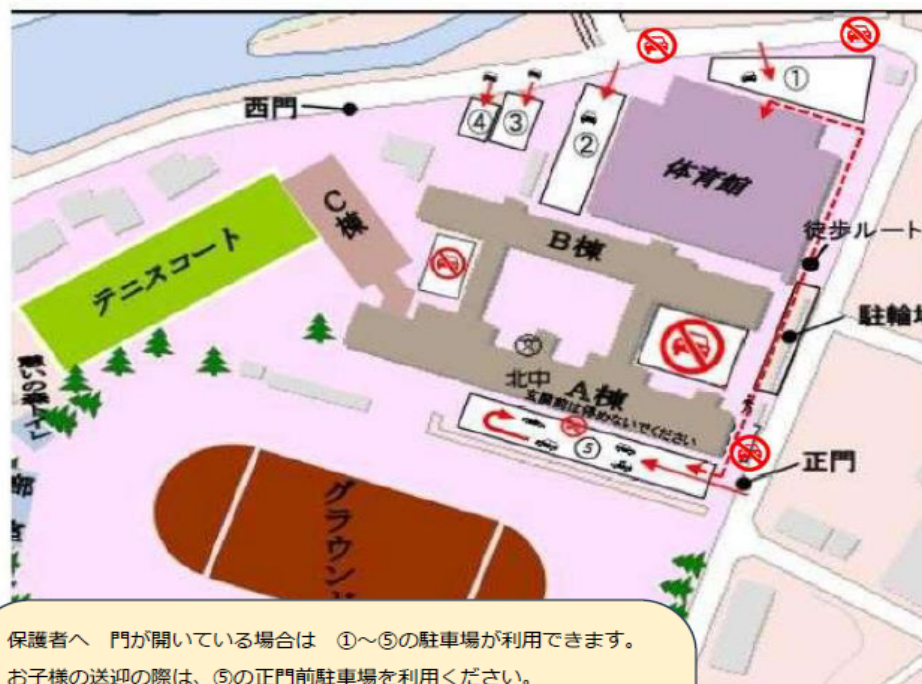 ①
西門
④
③
②
体育館
C棟
B棟
徒歩ルート
テニスコート
駐輪場
北中
A棟
玄関前は停めないでください
⑤
正門
グラウンド
保護者へ　門が開いている場合は　①～⑤の駐車場が利用できます。
お子様の送迎の際は、⑤の正門前駐車場を利用ください。